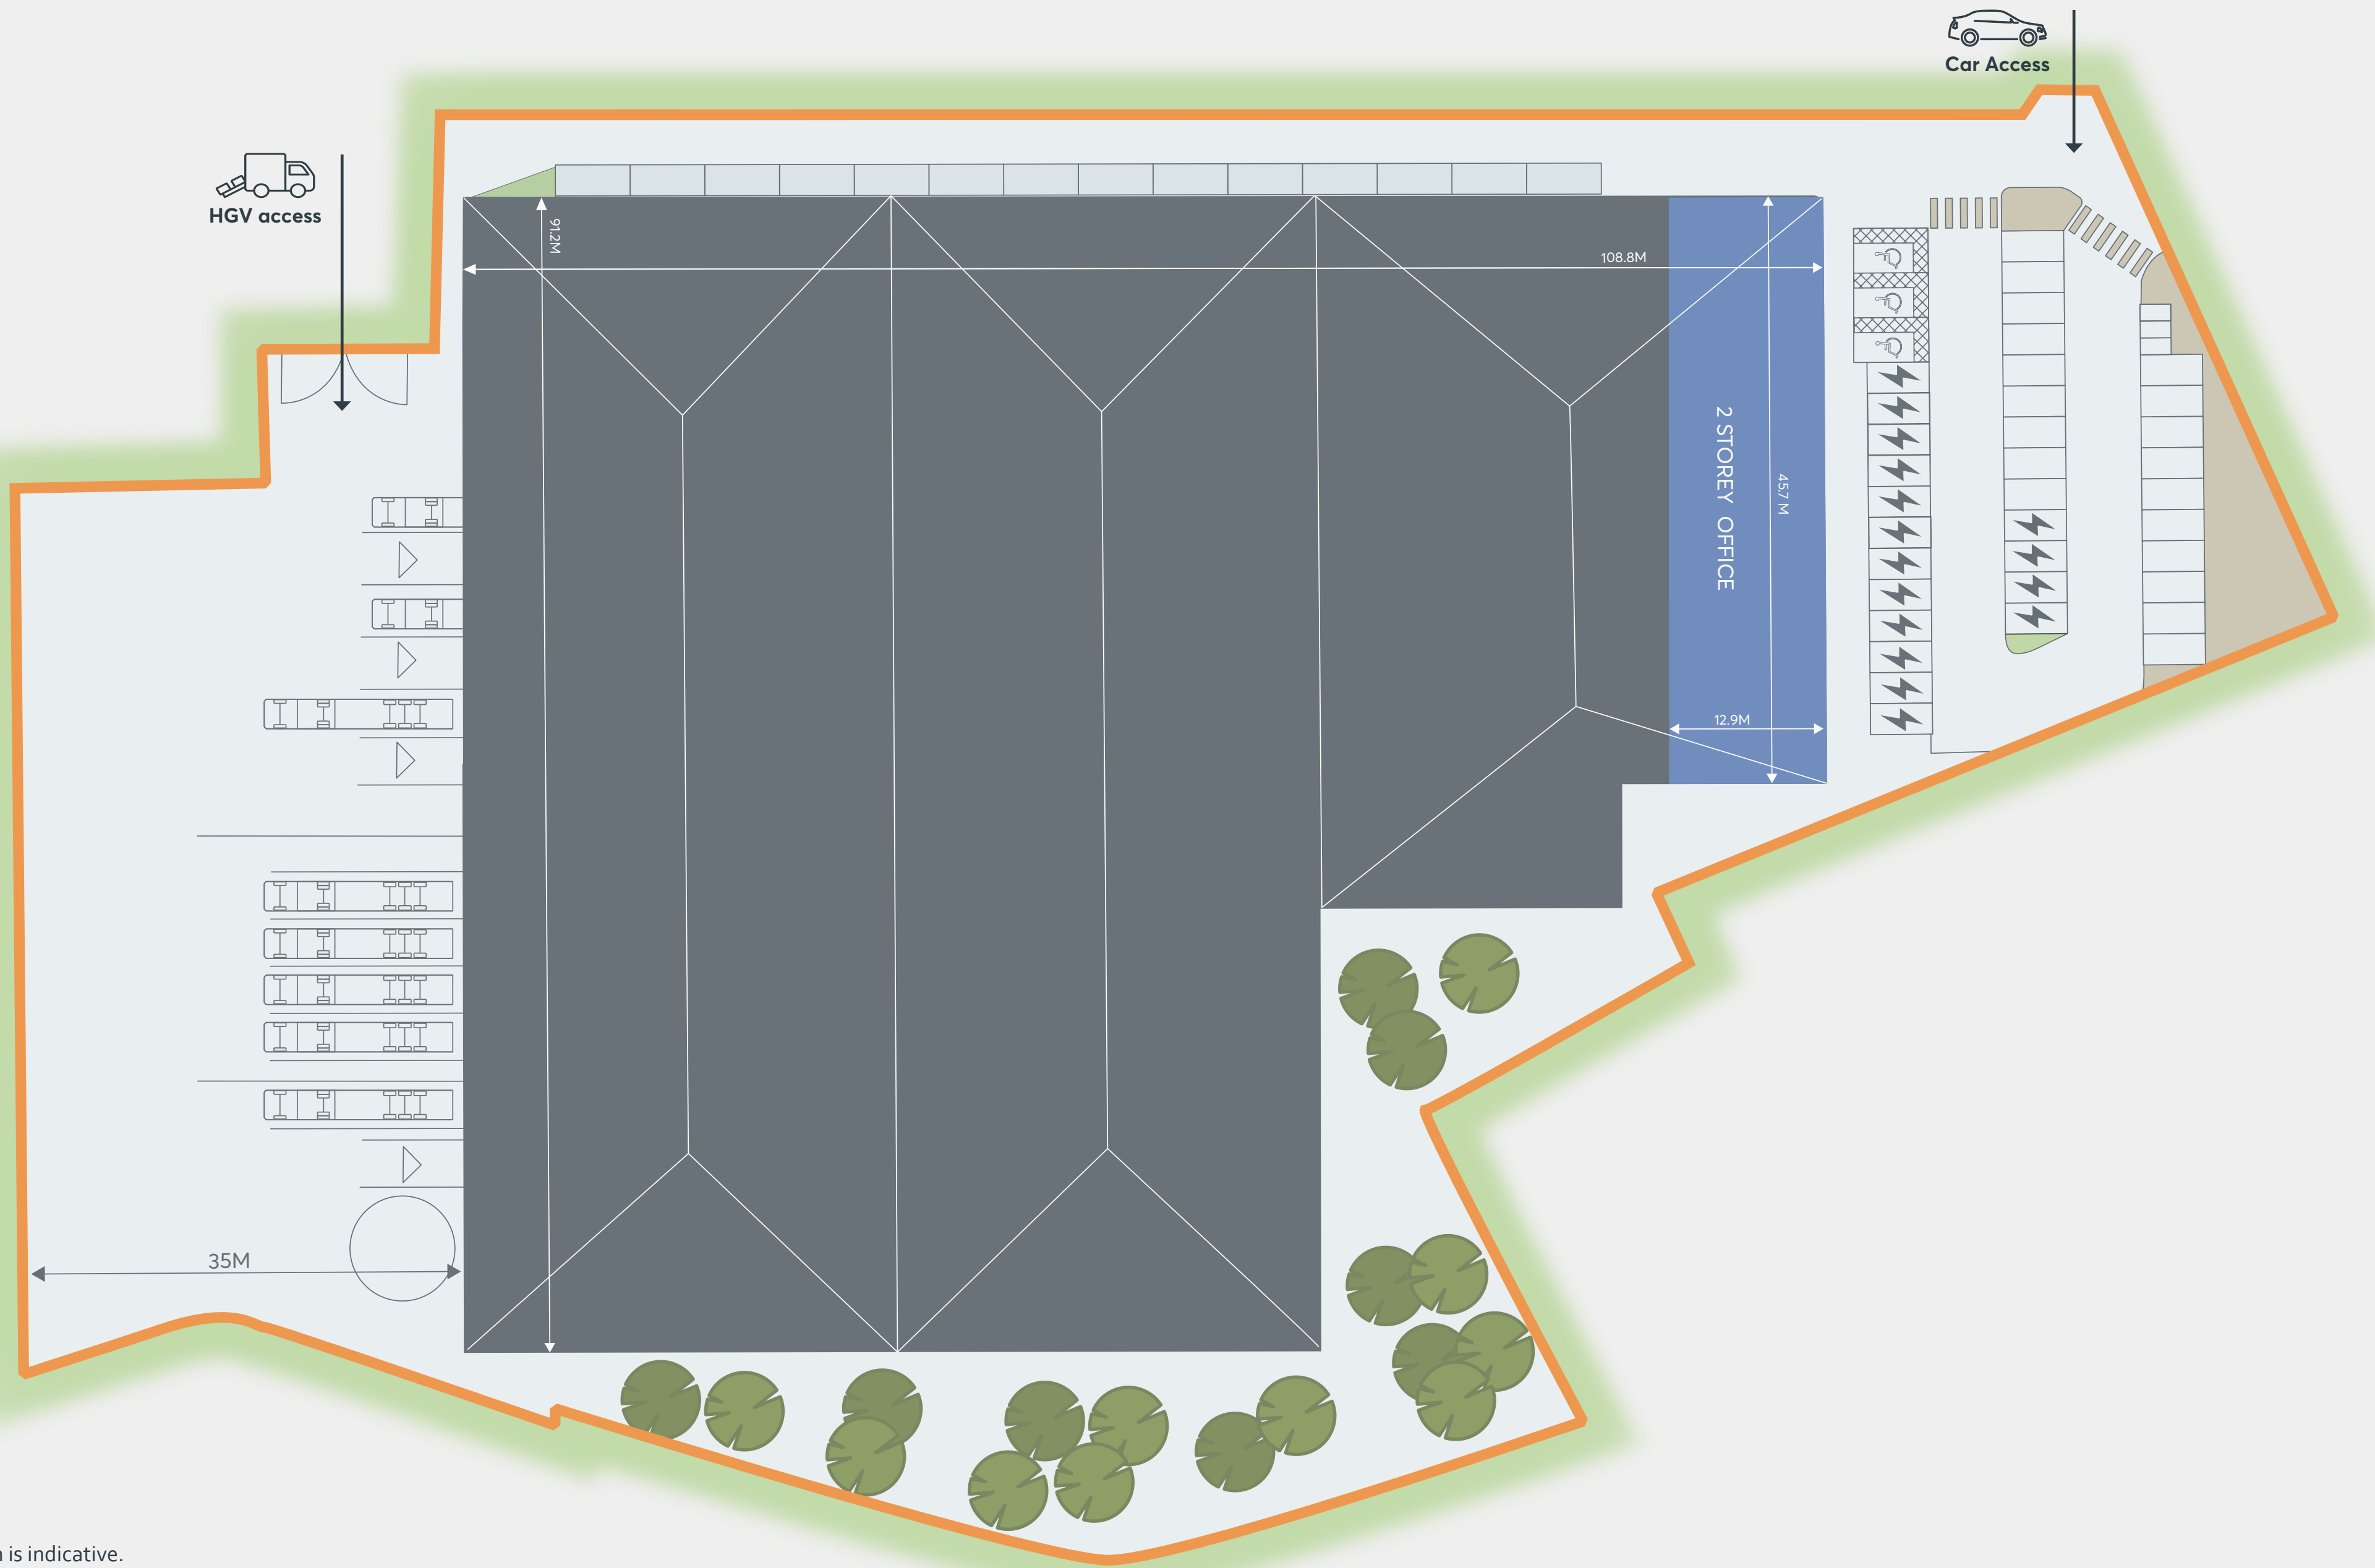 Car Access
HGV access
91.2M
108.8M
2 STOREY OFFICE
45.7 M
12.9M
35M
is indicative.